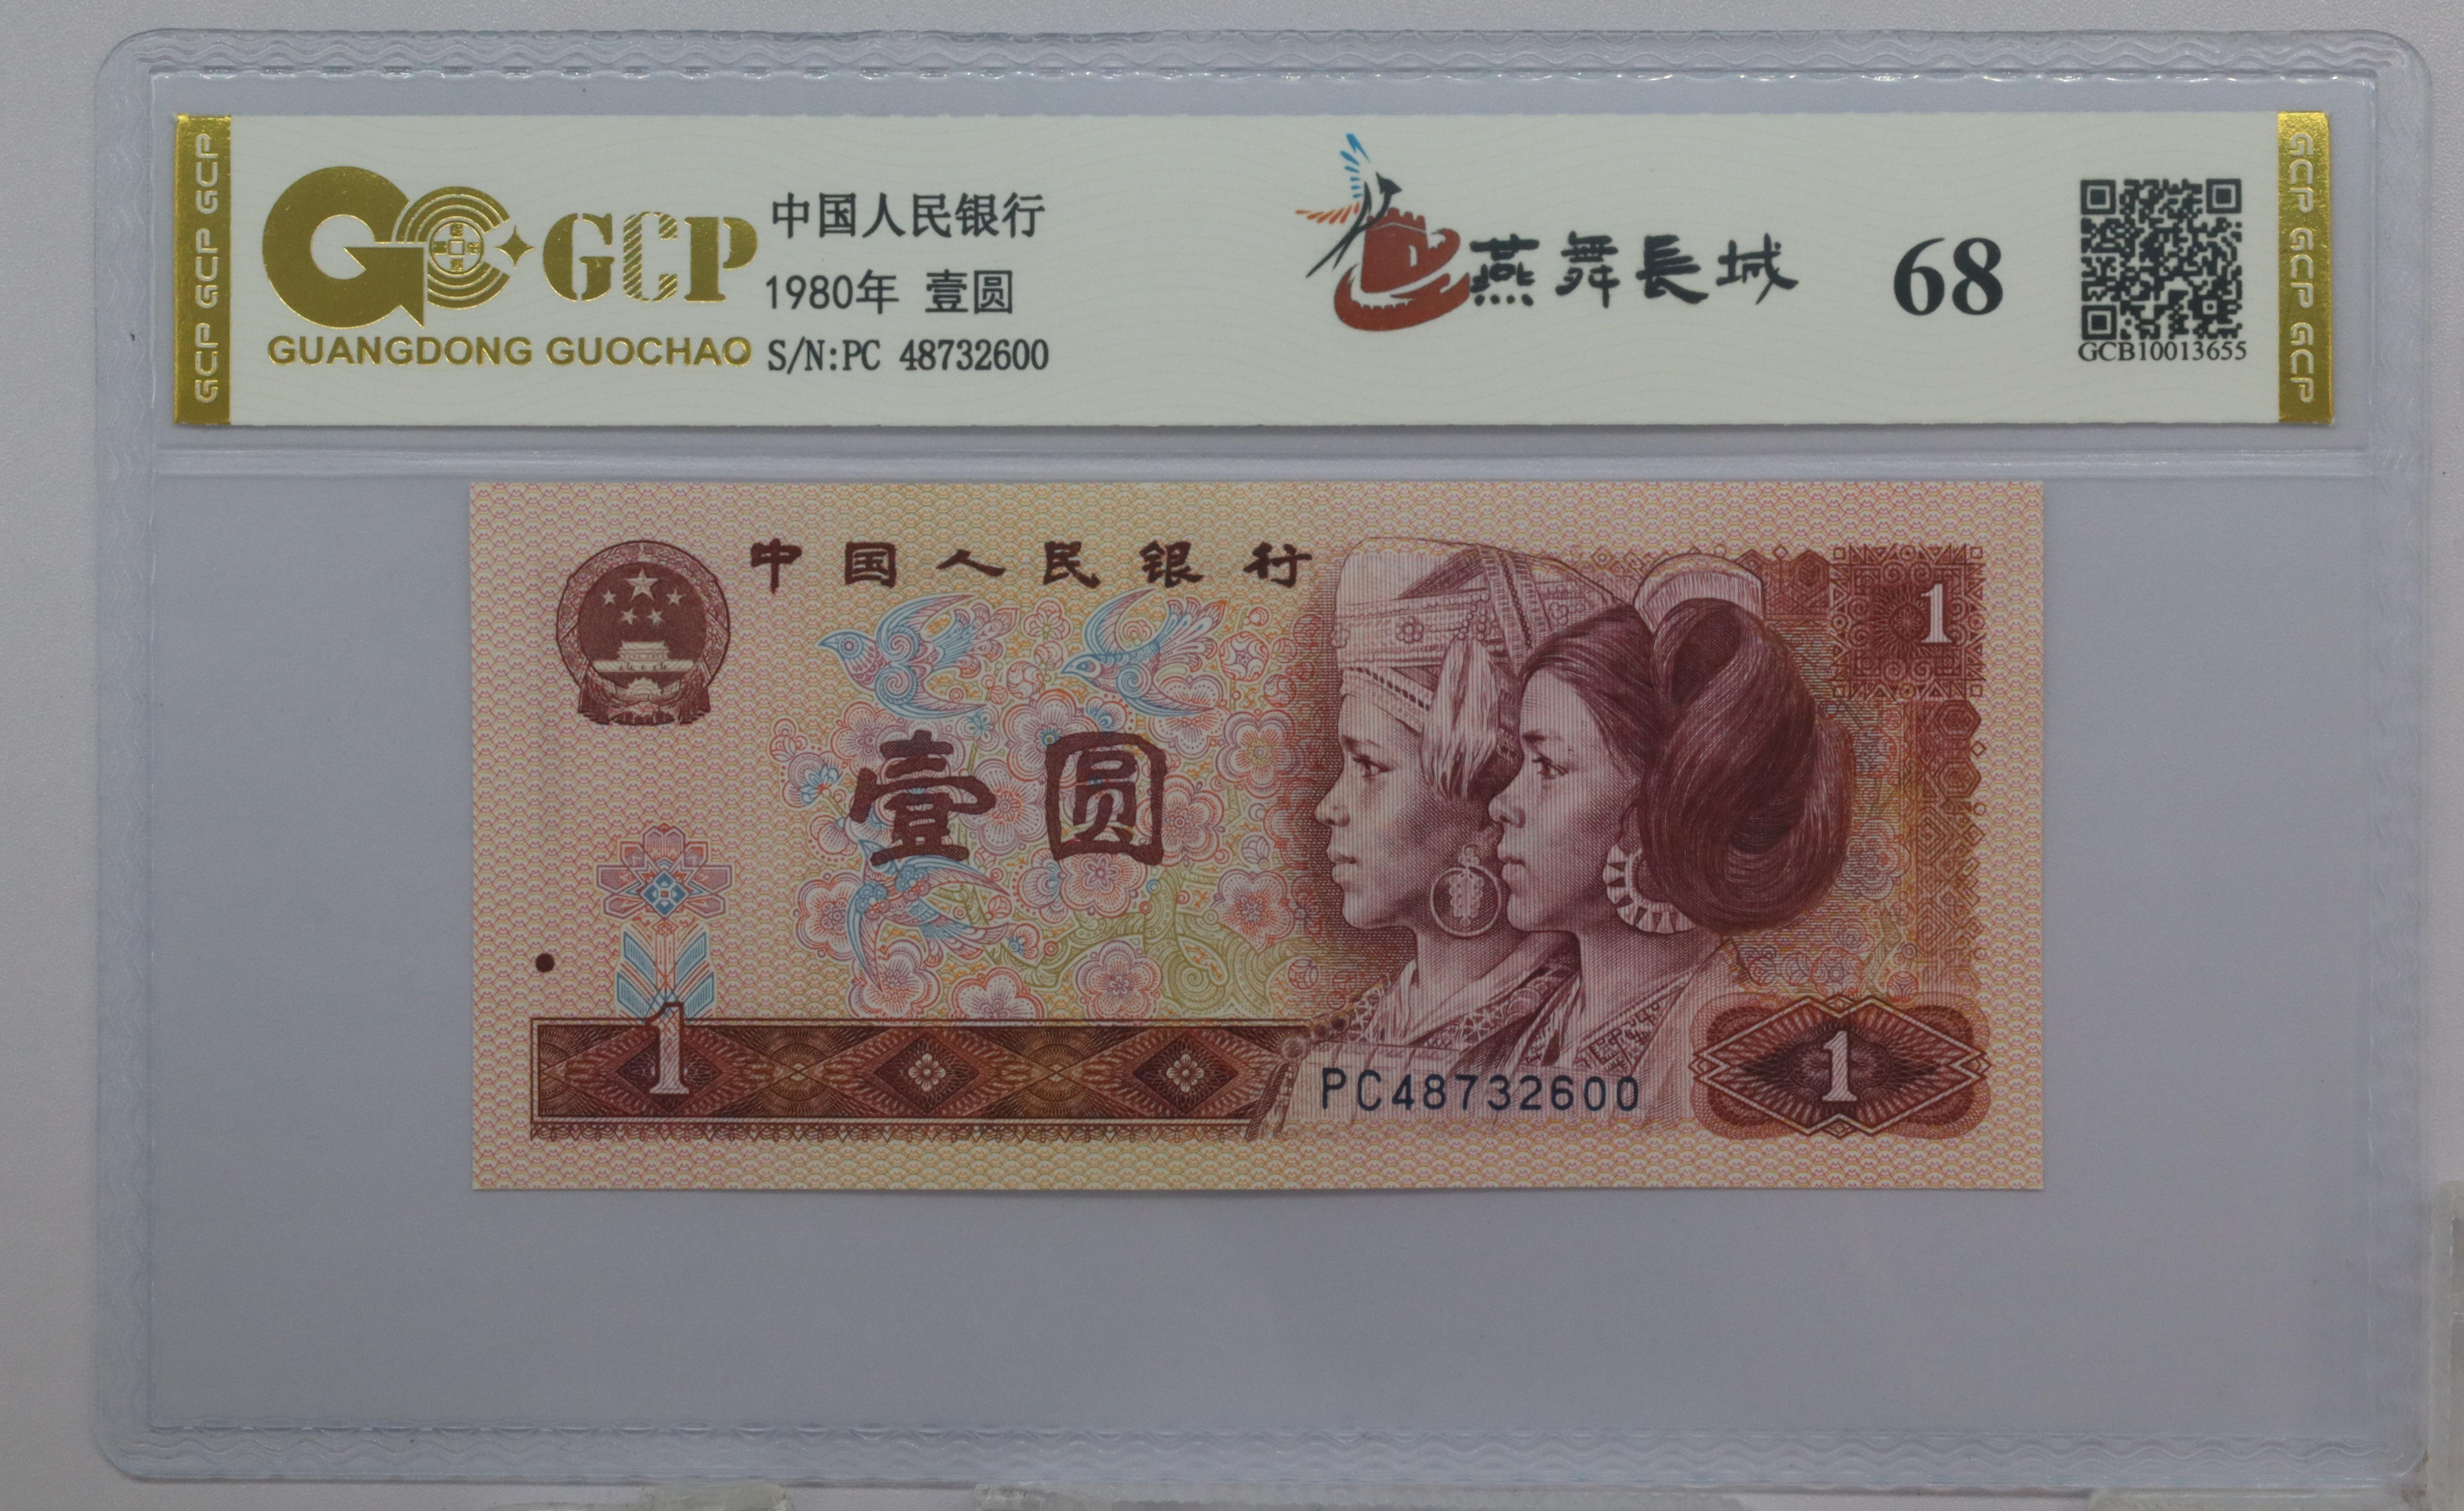 GCP GCP GCP
GCP
GUANGDONG GUOCHAO
中国人民银行
1980年 壹圆
S/N:PC 48732600
燕舞長城
68
GCB10013655
GCP GCP GCP
中国人民银行
1
壹圆
1
PC48732600
1